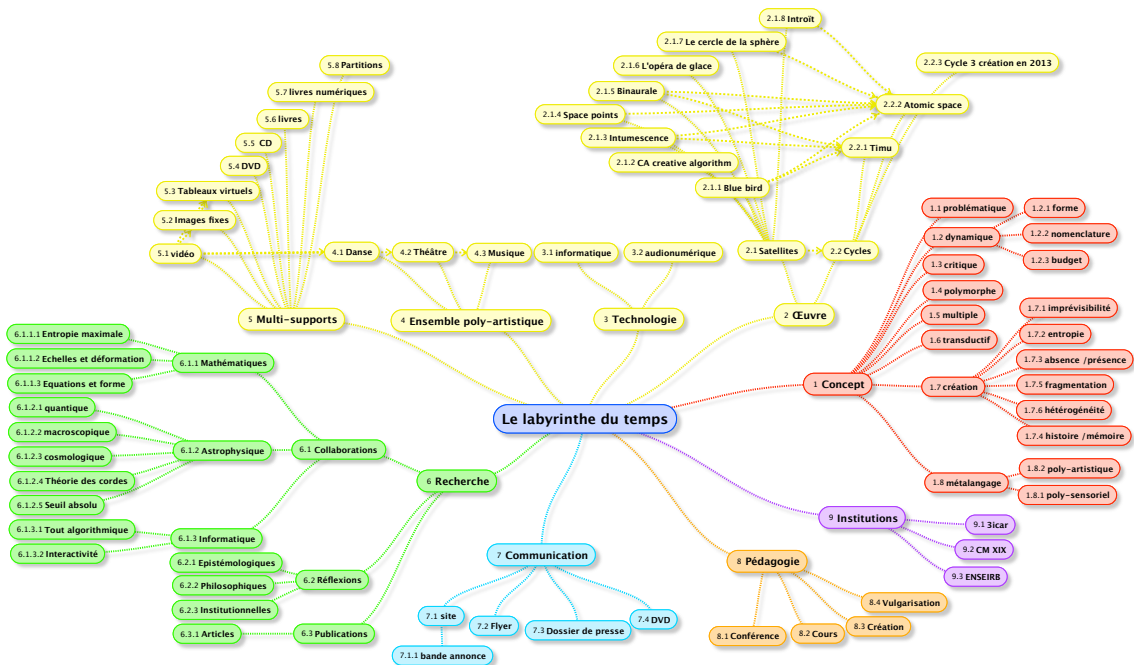 Le labyrinthe du temps
1 Concept
1.1 problématique
1.2 dynamique
1.2.1 forme
1.2.2 nomenclature
1.2.3 budget
1.3 critique
1.4 polymorphe
1.5 multiple
1.6 transductif
1.7 création
1.7.1 imprévisibilité
1.7.2 entropie
1.7.3 absence /présence
1.7.5 fragmentation
1.7.6 hétérogénéité
1.7.4 histoire /mémoire
1.8 métalangage
1.8.2 poly-artistique
1.8.1 poly-sensoriel
2 Œuvre
2.1 Satellites
2.1.8 Introït
2.1.7 Le cercle de la sphère
2.1.6 L'opéra de glace
2.1.5 Binaurale
2.1.4 Space points
2.1.3 Intumescence
2.1.2 CA creative algorithm
2.1.1 Blue bird
2.2 Cycles
2.2.3 Cycle 3 création en 2013
2.2.2 Atomic space
2.2.1 Timu
3 Technologie
3.1 informatique
3.2 audionumérique
4 Ensemble poly-artistique
4.1 Danse
4.2 Théâtre
4.3 Musique
5 Multi-supports
5.8 Partitions
5.7 livres numériques
5.6 livres
5.5 CD
5.4 DVD
5.3 Tableaux virtuels
5.2 Images fixes
5.1 vidéo
6 Recherche
6.1 Collaborations
6.1.1 Mathématiques
6.1.1.1 Entropie maximale
6.1.1.2 Echelles et déformation
6.1.1.3 Equations et forme
6.1.2 Astrophysique
6.1.2.1 quantique
6.1.2.2 macroscopique
6.1.2.3 cosmologique
6.1.2.4 Théorie des cordes
6.1.2.5 Seuil absolu
6.1.3 Informatique
6.1.3.1 Tout algorithmique
6.1.3.2 Interactivité
6.2 Réflexions
6.2.1 Epistémologiques
6.2.2 Philosophiques
6.2.3 Institutionnelles
6.3 Publications
6.3.1 Articles
7 Communication
7.1 site
7.1.1 bande annonce
7.2 Flyer
7.3 Dossier de presse
7.4 DVD
8 Pédagogie
8.1 Conférence
8.2 Cours
8.3 Création
8.4 Vulgarisation
9 Institutions
9.1 3icar
9.2 CM XIX
9.3 ENSEIRB